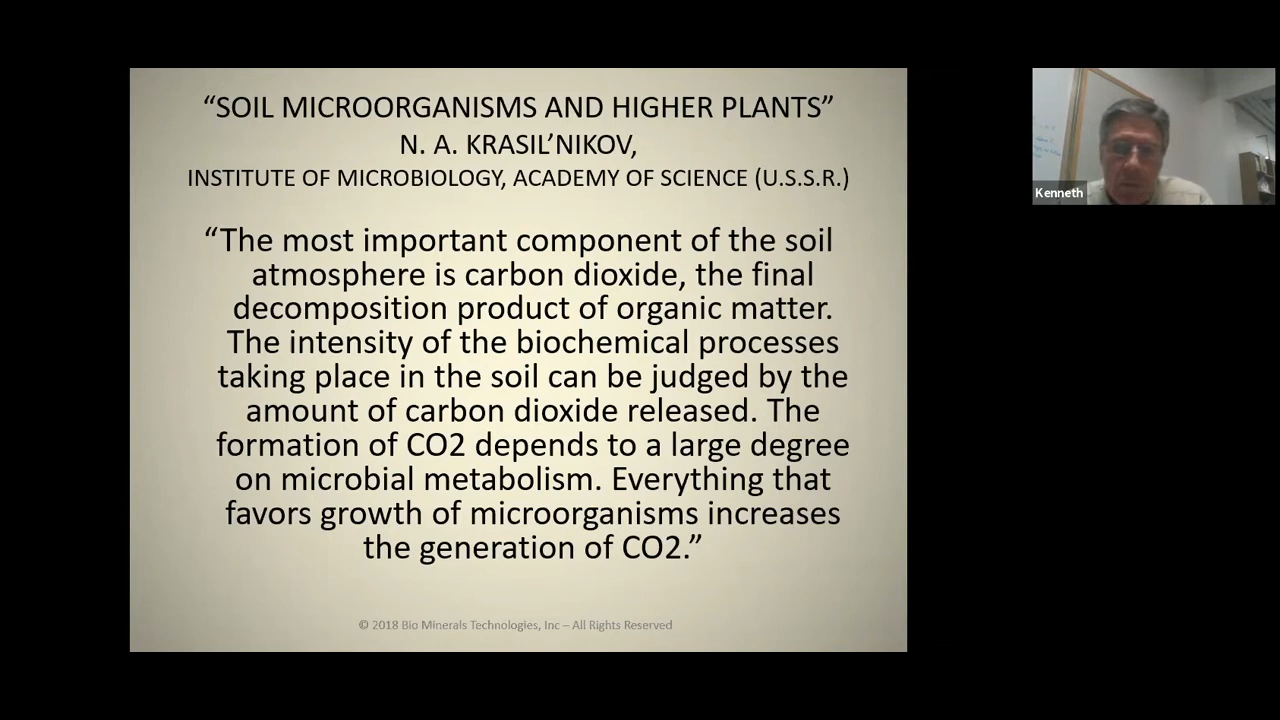 “SOIL MICROORGANISMS AND HIGHER PLANTS”
N. A. KRASIL’NIKOV,
INSTITUTE OF MICROBIOLOGY, ACADEMY OF SCIENCE (U.S.S.R.)
“The most important component of the soil
atmosphere is carbon dioxide, the final
decomposition product of organic matter.
The intensity of the biochemical processes
taking place in the soil can be judged by the
amount of carbon dioxide released. The
formation of CO2 depends to a large degree
on microbial metabolism. Everything that
favors growth of microorganisms increases
the generation of CO2.”
© 2018 Bio Minerals Technologies, Inc – All Rights Reserved
Kenneth